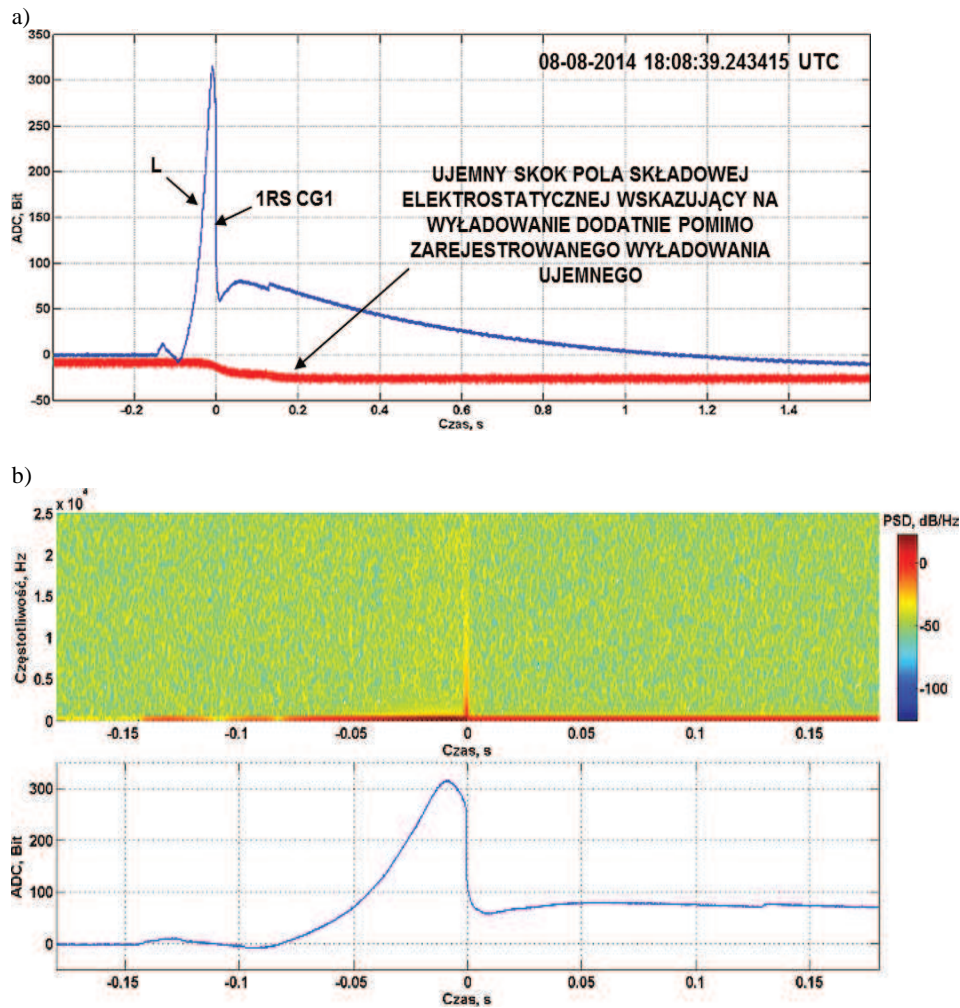 a)
08-08-2014 18:08:39.243415 UTC
350
300
250
200
150
100
50
0
-50
ADC, Bit
L
1RS CG1
UJEMNY SKOK POLA SKŁADOWEJ
ELEKTROSTATYCZNEJ WSKAZUJĄCY NA
WYŁADOWANIE DODATNIE POMIMO
ZAREJESTROWANEGO WYŁADOWANIA
UJEMNEGO
-0.2 0 0.2 0.4 0.6 0.8 1 1.2 1.4
Czas, s
b)
x 10⁴
2.5
2
1.5
1
0.5
0
Częstotliwość, Hz
PSD, dB/Hz
0
-50
-100
-0.15 -0.1 -0.05 0 0.05 0.1 0.15
Czas, s
300
200
100
0
ADC, Bit
-0.15 -0.1 -0.05 0 0.05 0.1 0.15
Czas, s